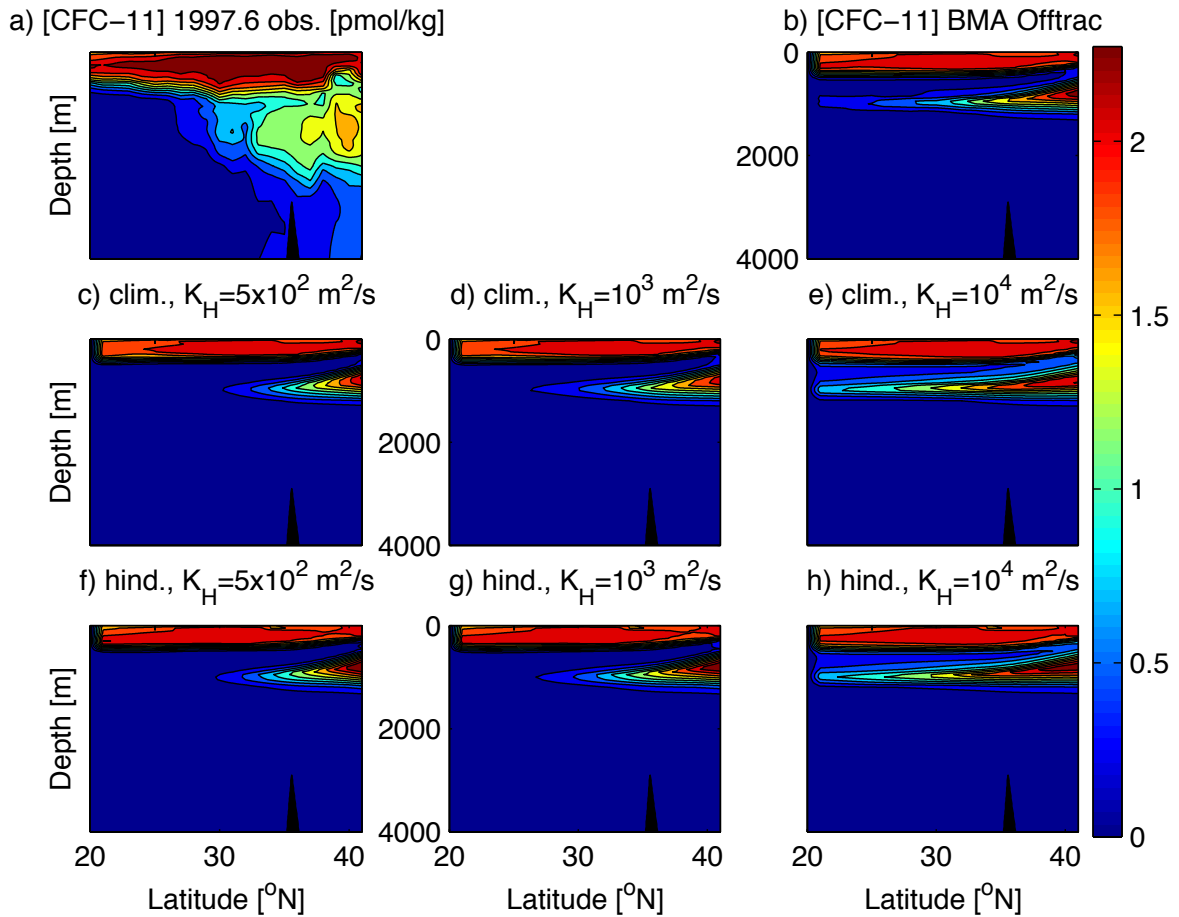 a) [CFC−11] 1997.6 obs. [pmol/kg]
b) [CFC−11] BMA Offtrac
Depth [m]
0
2000
4000
c) clim., K_H=5x10^2 m^2/s
d) clim., K_H=10^3 m^2/s
e) clim., K_H=10^4 m^2/s
Depth [m]
0
2000
4000
f) hind., K_H=5x10^2 m^2/s
g) hind., K_H=10^3 m^2/s
h) hind., K_H=10^4 m^2/s
Depth [m]
0
2000
4000
20 30 40
20 30 40
20 30 40
Latitude [°N]
Latitude [°N]
Latitude [°N]
2
1.5
1
0.5
0